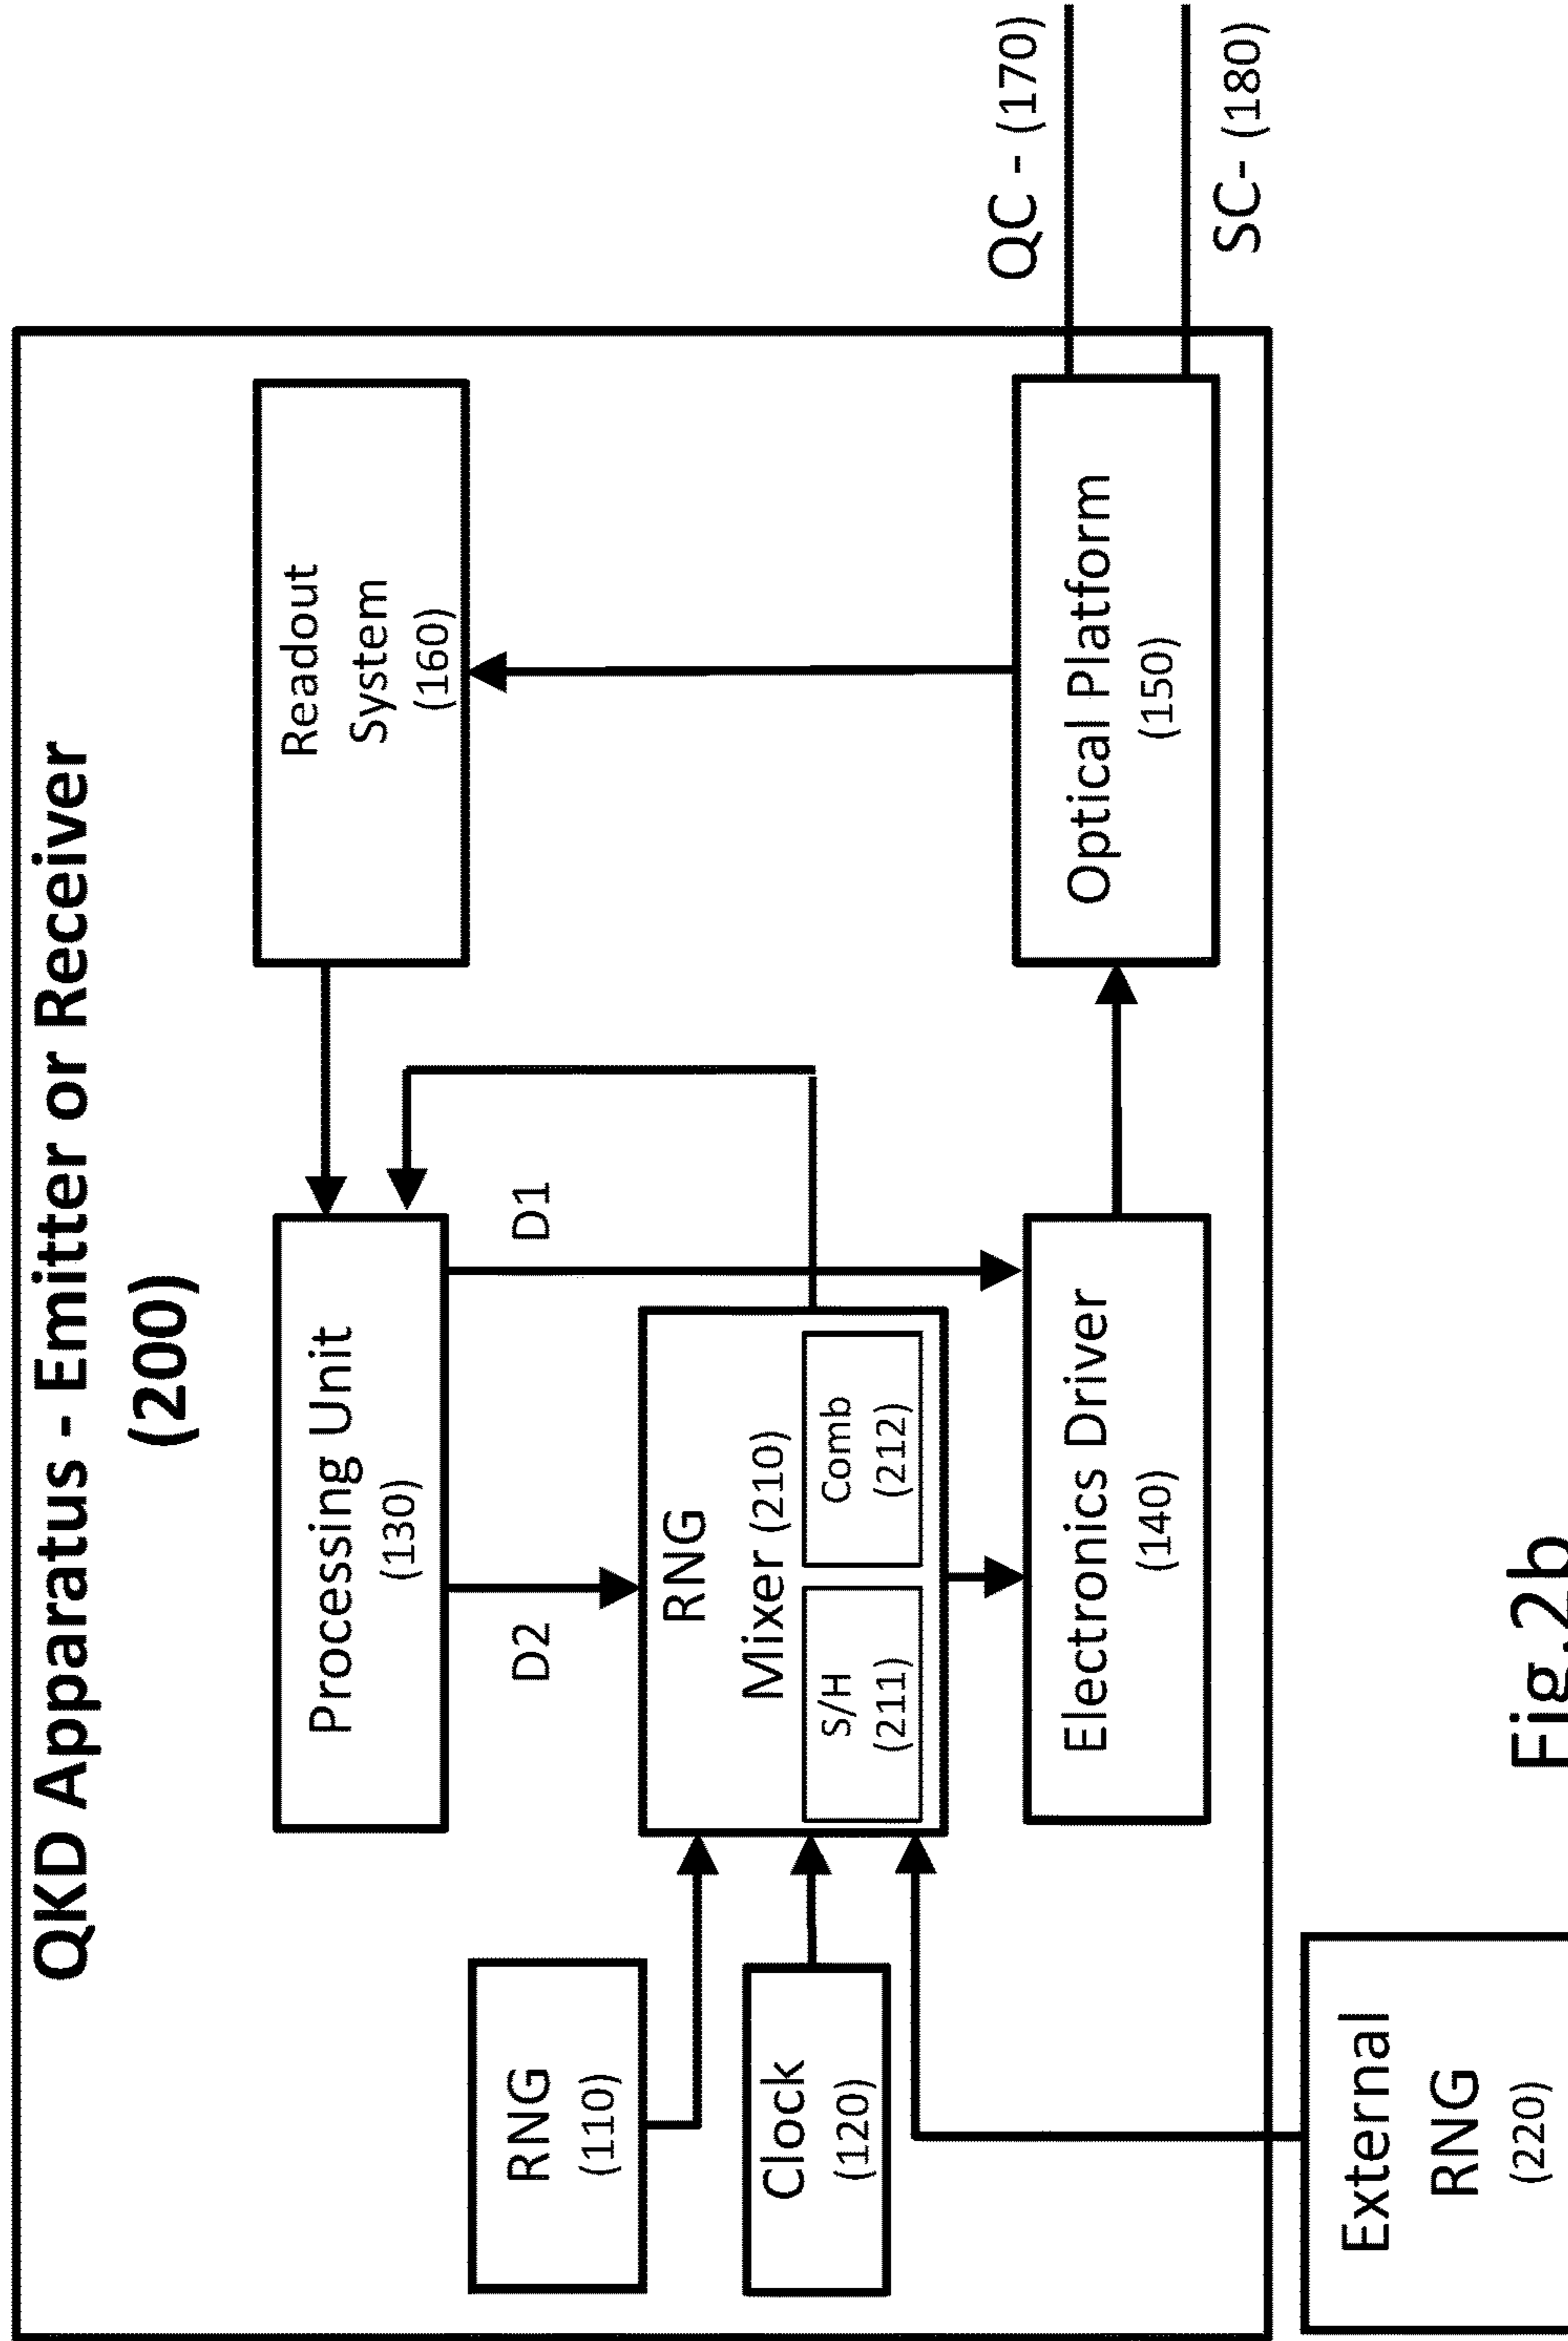 QKD Apparatus - Emitter or Receiver
(200)
Processing Unit
(130)
Readout
System
(160)
D2
D1
RNG
(110)
RNG
Mixer (210)
S/H
(211)
Comb
(212)
Clock
(120)
Electronics Driver
(140)
Optical Platform
(150)
QC - (170)
SC- (180)
External
RNG
(220)
Fig.2b